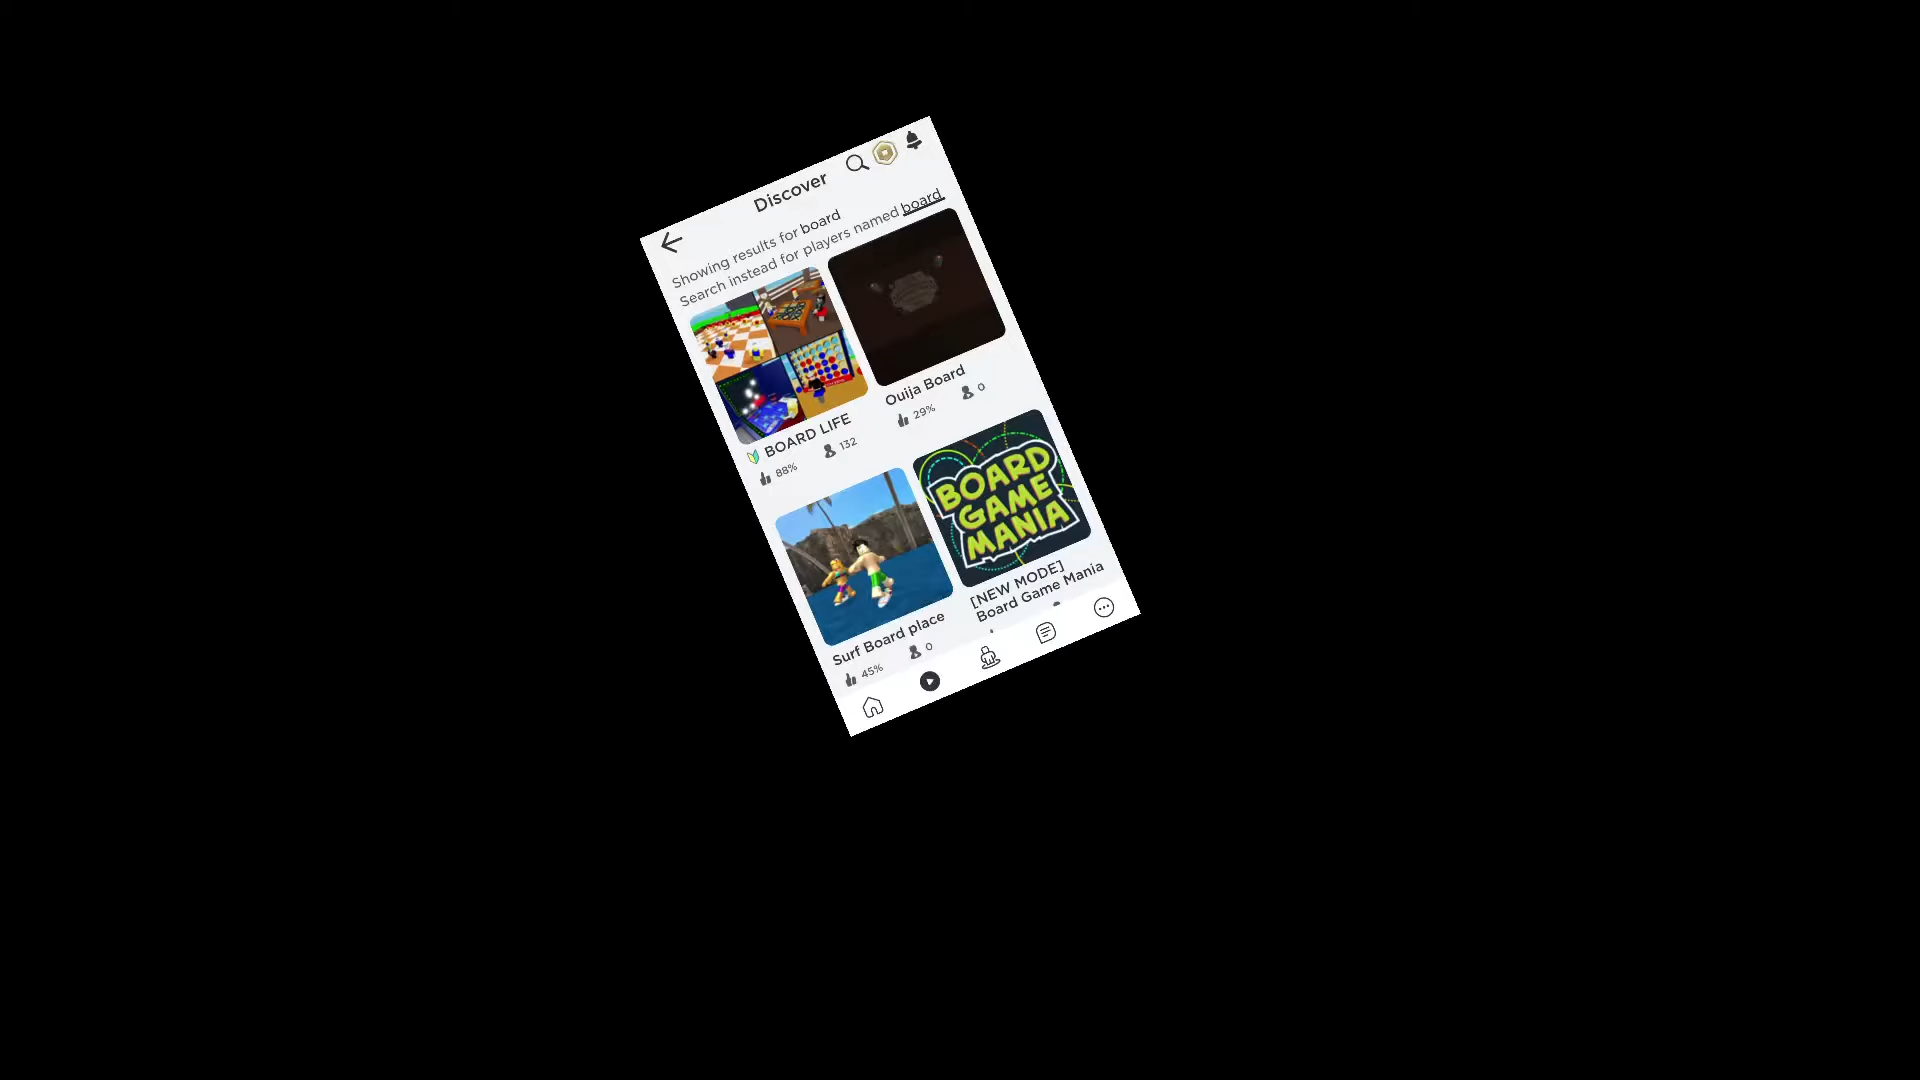 Discover
Showing results for board
Search instead for players named board
BOARD LIFE
88% 132
Ouija Board
29% 0
Surf Board place
45% 0
BOARD
GAME
MANIA
[NEW MODE]
Board Game Mania